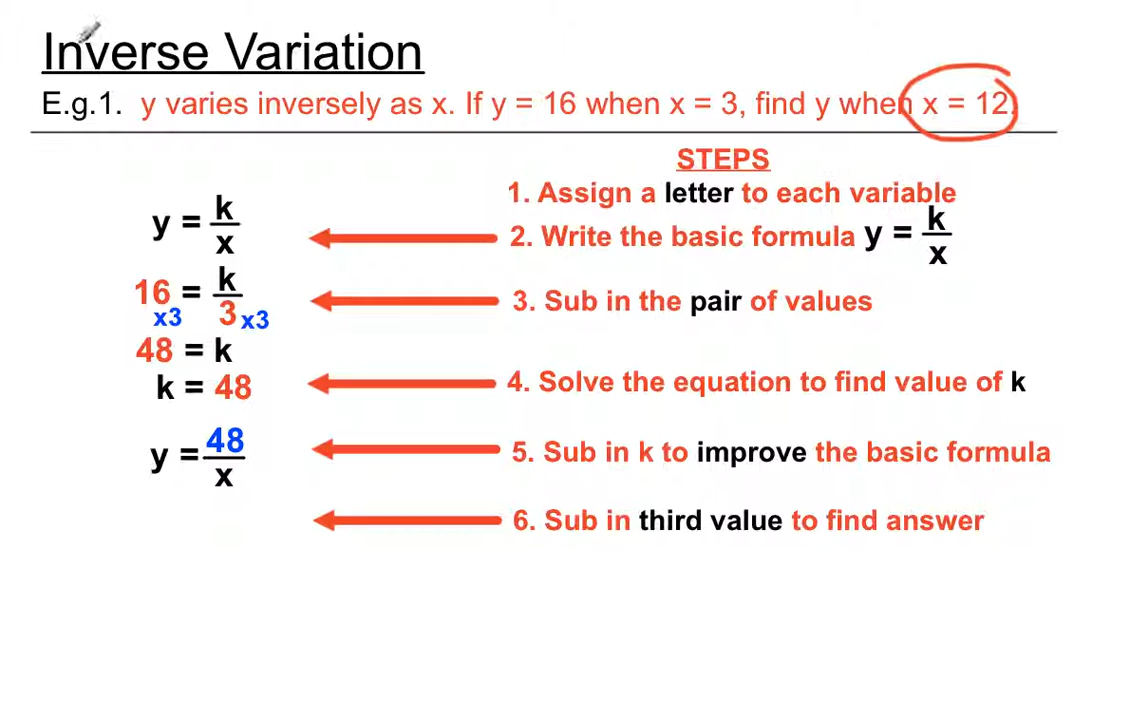 Inverse Variation
E.g.1. y varies inversely as x. If y = 16 when x = 3, find y when x = 12.
STEPS
1. Assign a letter to each variable
y = k/x
2. Write the basic formula y = k/x
16 = k/3
x3 x3
3. Sub in the pair of values
48 = k
k = 48
4. Solve the equation to find value of k
y = 48/x
5. Sub in k to improve the basic formula
6. Sub in third value to find answer